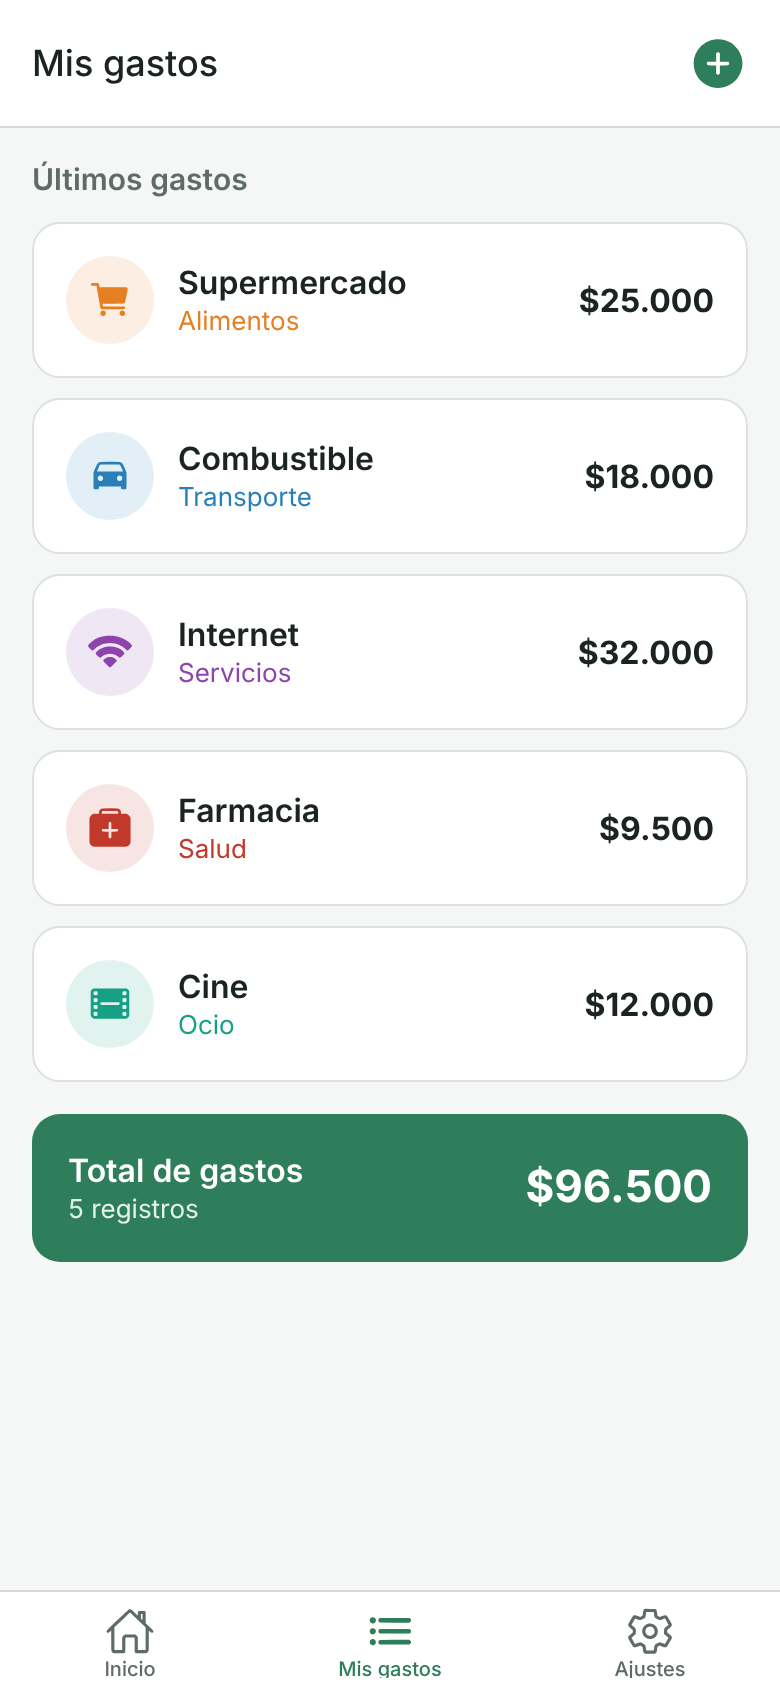 Mis gastos
Últimos gastos
Supermercado
Alimentos
$25.000
Combustible
Transporte
$18.000
Internet
Servicios
$32.000
Farmacia
Salud
$9.500
Cine
Ocio
$12.000
Total de gastos
5 registros
$96.500
Inicio
Mis gastos
Ajustes